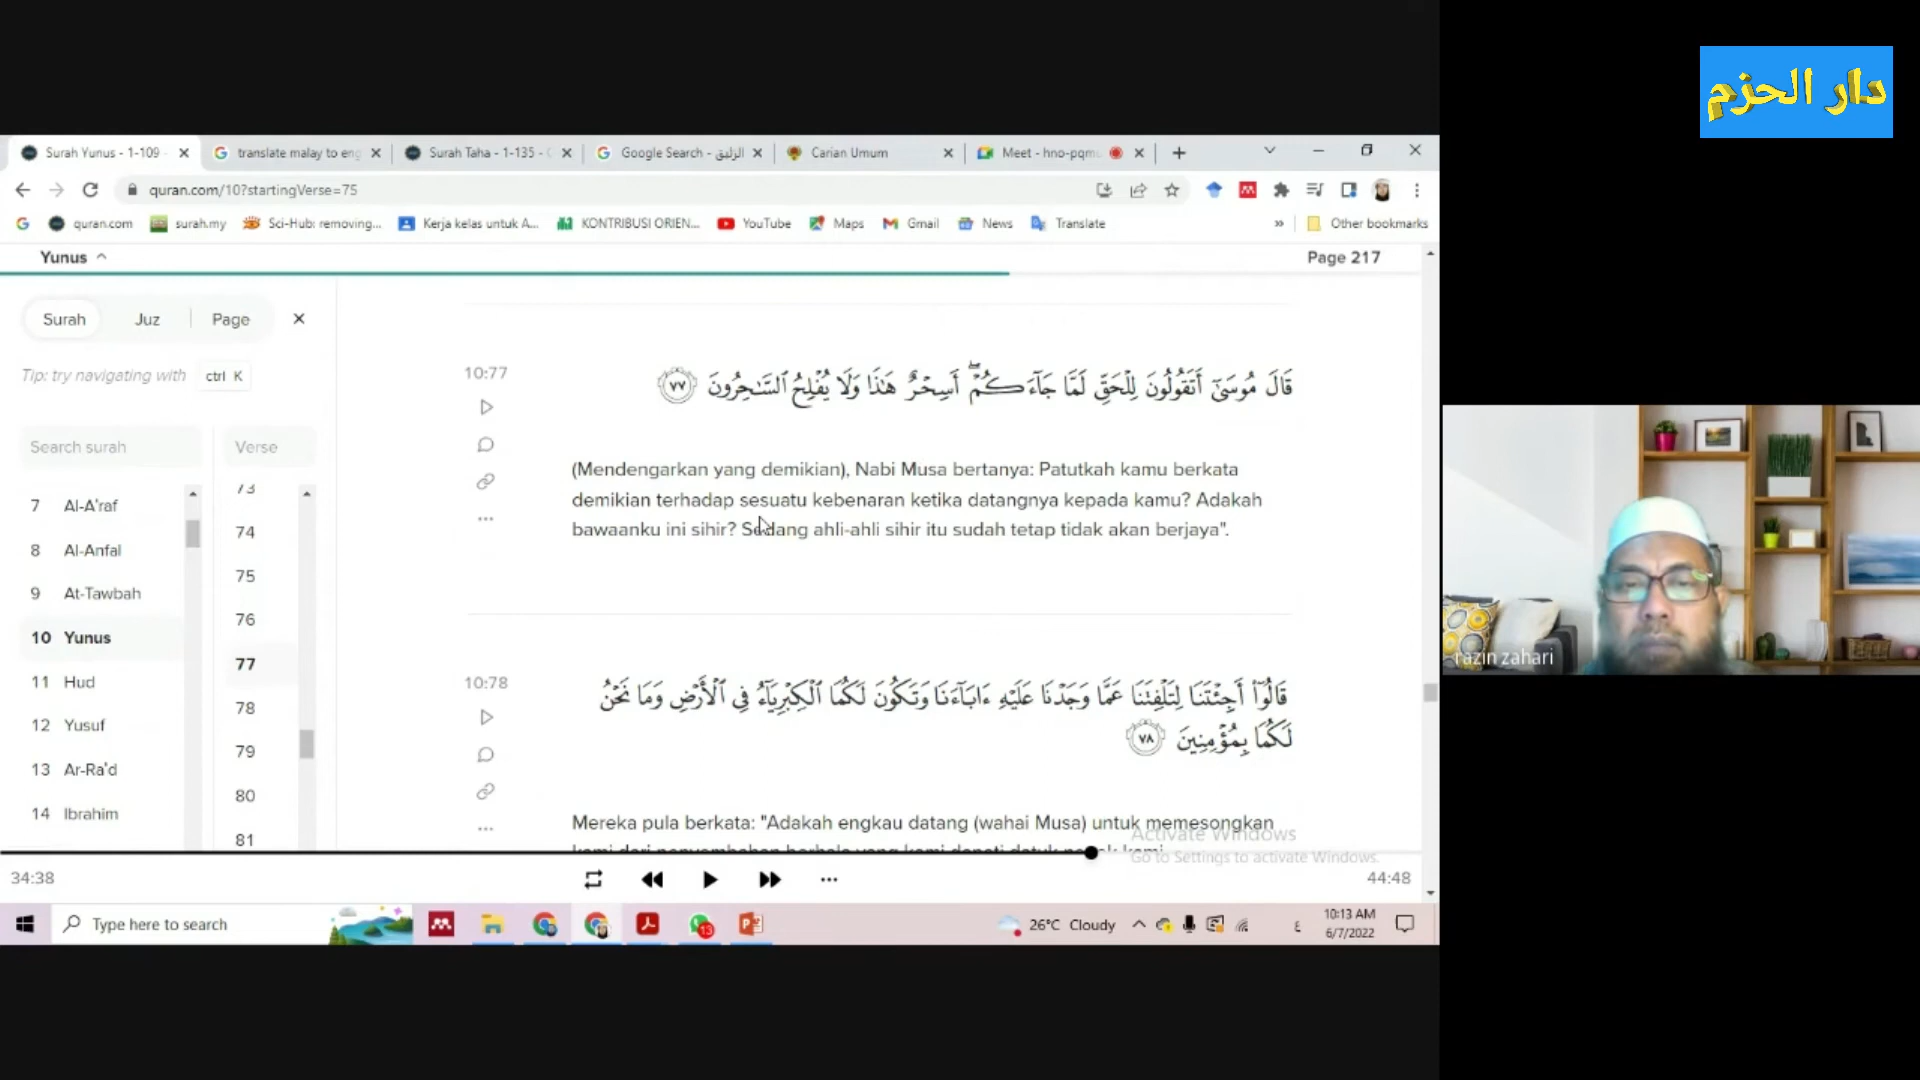 دار الحزم
Surah Yunus - 1-109
translate malay to eng
Surah Taha - 1-135 -
Google Search - الزليق
Carian Umum
Meet - hno-pqm
quran.com/10?startingVerse=75
quran.com
surah.my
Sci-Hub: removing...
Kerja kelas untuk A...
KONTRIBUSI ORIEN...
YouTube
Maps
Gmail
News
Translate
»
Other bookmarks
Yunus
Page 217
Surah
Juz
Page
Tip: try navigating with ctrl K
Search surah
Verse
7 Al-A'raf
8 Al-Anfal
9 At-Tawbah
10 Yunus
11 Hud
12 Yusuf
13 Ar-Ra'd
14 Ibrahim
73
74
75
76
77
78
79
80
81
10:77
قَالَ مُوسَىٰٓ أَتَقُولُونَ لِلْحَقِّ لَمَّا جَآءَكُمْ ۖ أَسِحْرٌ هَٰذَا وَلَا يُفْلِحُ ٱلسَّٰحِرُونَ ٧٧
(Mendengarkan yang demikian), Nabi Musa bertanya: Patutkah kamu berkata
demikian terhadap sesuatu kebenaran ketika datangnya kepada kamu? Adakah
bawaanku ini sihir? Sedang ahli-ahli sihir itu sudah tetap tidak akan berjaya".
10:78
قَالُوٓا۟ أَجِئْتَنَا لِتَلْفِتَنَا عَمَّا وَجَدْنَا عَلَيْهِ ءَابَآءَنَا وَتَكُونَ لَكُمَا ٱلْكِبْرِيَآءُ فِى ٱلْأَرْضِ وَمَا نَحْنُ
لَكُمَا بِمُؤْمِنِينَ ٧٨
Mereka pula berkata: "Adakah engkau datang (wahai Musa) untuk memesongkan
Activate Windows
Go to Settings to activate Windows.
34:38
44:48
Type here to search
13
26°C Cloudy
ع
10:13 AM
6/7/2022
razin zahari